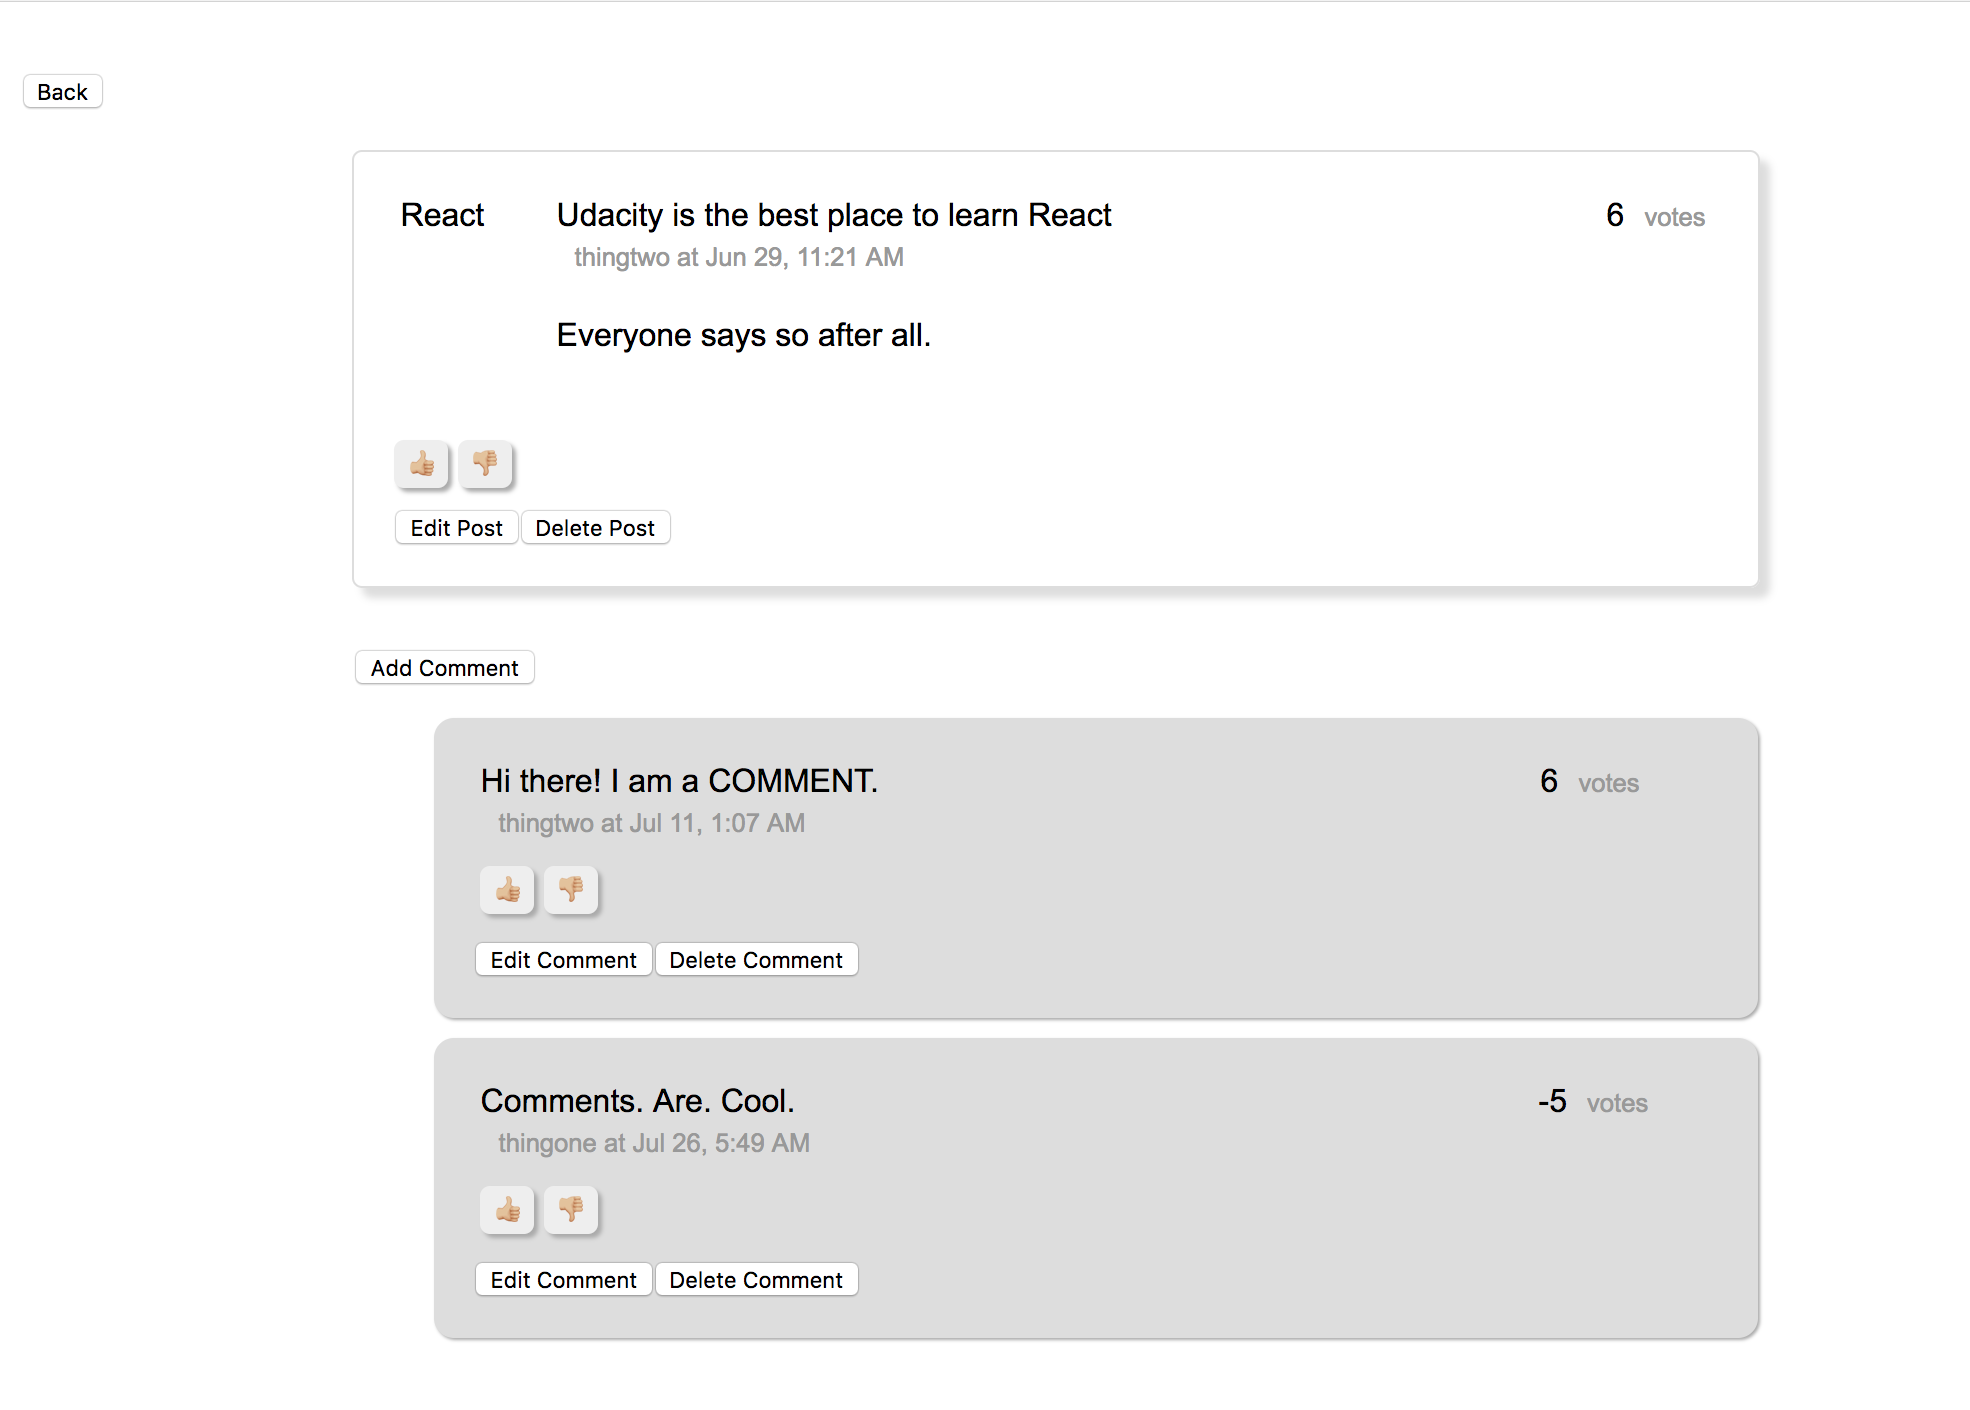 Back
React Udacity is the best place to learn React 6 votes
thingtwo at Jun 29, 11:21 AM
Everyone says so after all.
Edit Post Delete Post
Add Comment
Hi there! I am a COMMENT. 6 votes
thingtwo at Jul 11, 1:07 AM
Edit Comment Delete Comment
Comments. Are. Cool. -5 votes
thingone at Jul 26, 5:49 AM
Edit Comment Delete Comment